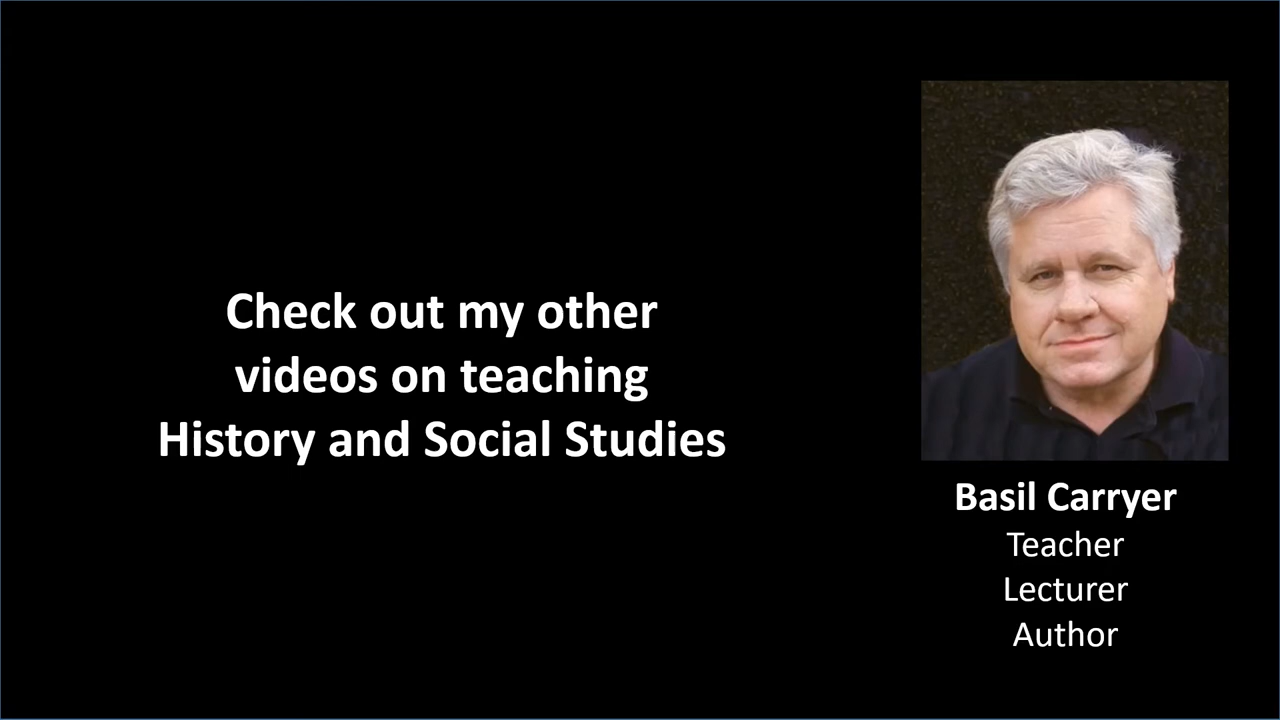 Check out my other
videos on teaching
History and Social Studies
Basil Carryer
Teacher
Lecturer
Author